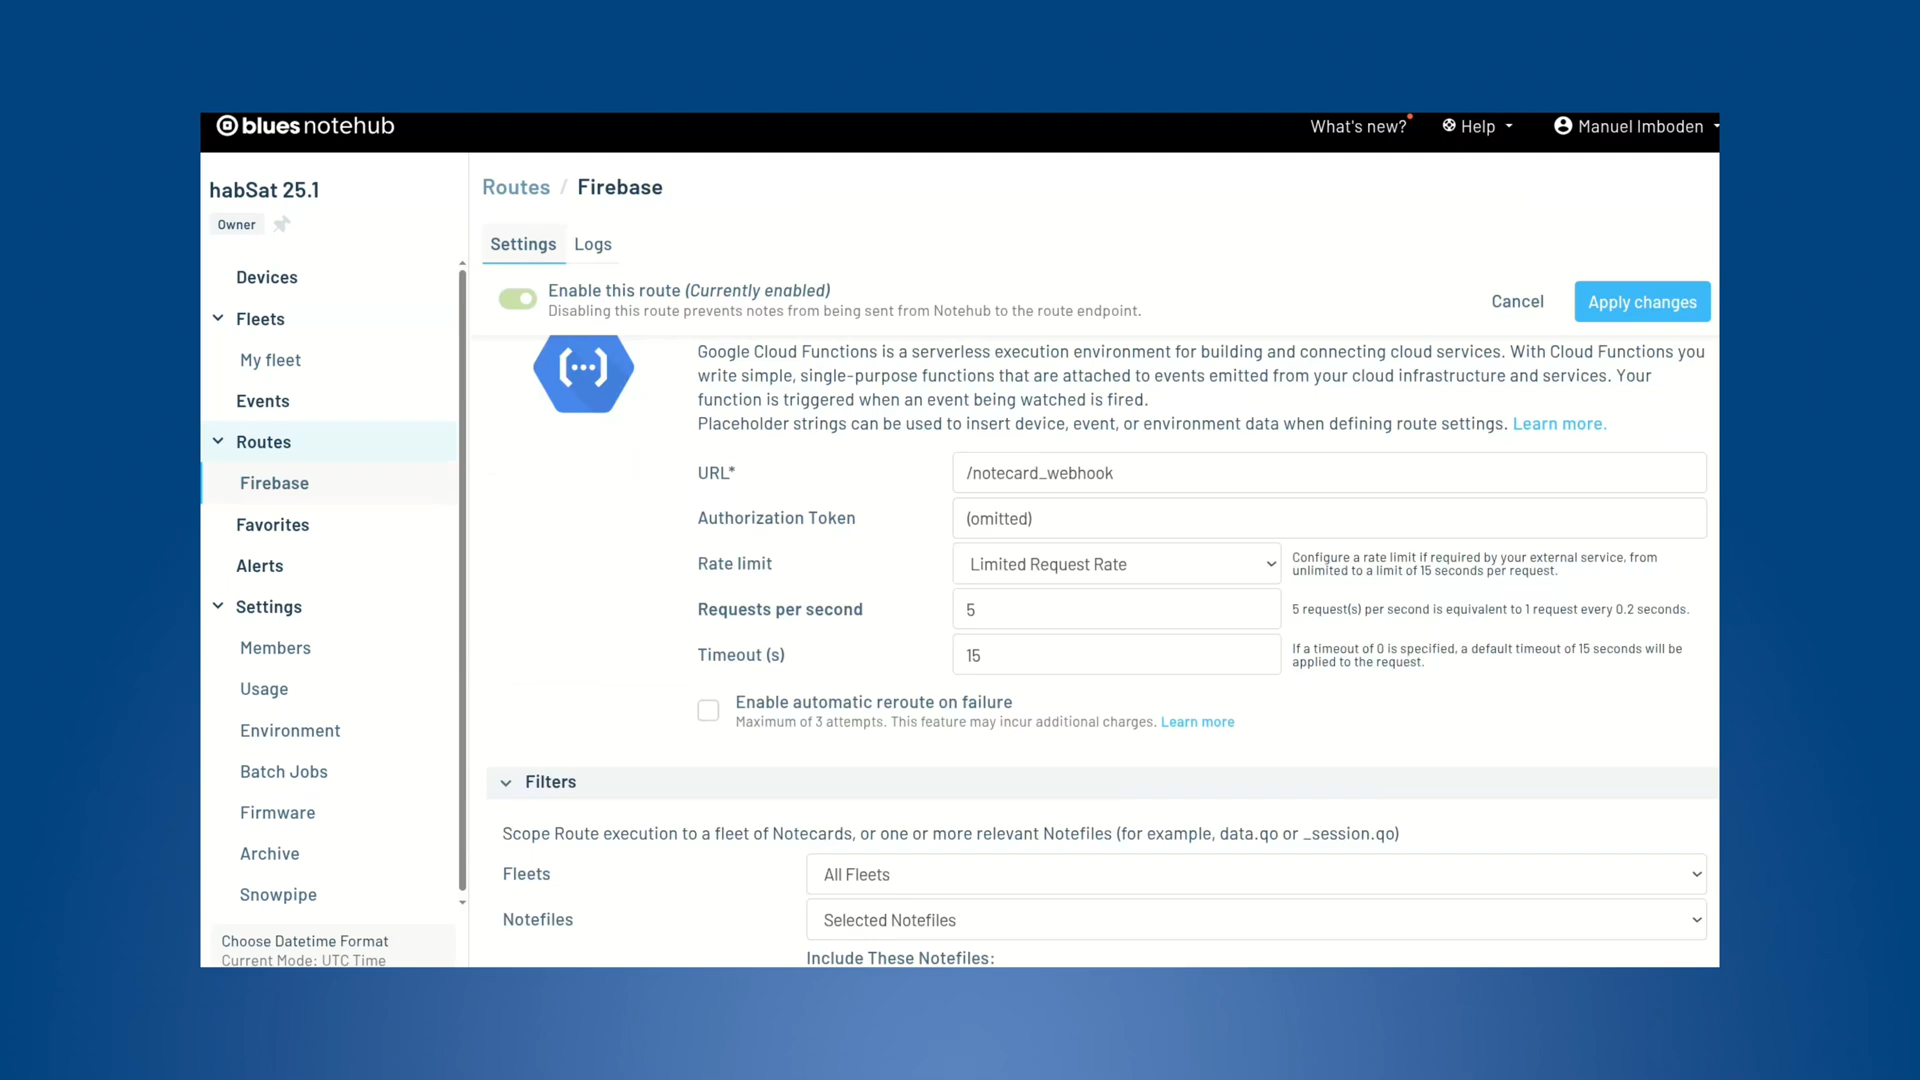 blues notehub
What's new?
Help
Manuel Imboden
habSat 25.1
Owner
Devices
Fleets
My fleet
Events
Routes
Firebase
Favorites
Alerts
Settings
Members
Usage
Environment
Batch Jobs
Firmware
Archive
Snowpipe
Choose Datetime Format
Current Mode: UTC Time
Routes / Firebase
Settings Logs
Enable this route (Currently enabled)
Disabling this route prevents notes from being sent from Notehub to the route endpoint.
Cancel
Apply changes
Google Cloud Functions is a serverless execution environment for building and connecting cloud services. With Cloud Functions you
write simple, single-purpose functions that are attached to events emitted from your cloud infrastructure and services. Your
function is triggered when an event being watched is fired.
Placeholder strings can be used to insert device, event, or environment data when defining route settings. Learn more.
URL* /notecard_webhook
Authorization Token (omitted)
Rate limit Limited Request Rate
Configure a rate limit if required by your external service, from
unlimited to a limit of 15 seconds per request.
Requests per second 5 5 request(s) per second is equivalent to 1 request every 0.2 seconds.
Timeout (s) 15
If a timeout of 0 is specified, a default timeout of 15 seconds will be
applied to the request.
Enable automatic reroute on failure
Maximum of 3 attempts. This feature may incur additional charges. Learn more
Filters
Scope Route execution to a fleet of Notecards, or one or more relevant Notefiles (for example, data.qo or _session.qo)
Fleets All Fleets
Notefiles Selected Notefiles
Include These Notefiles: